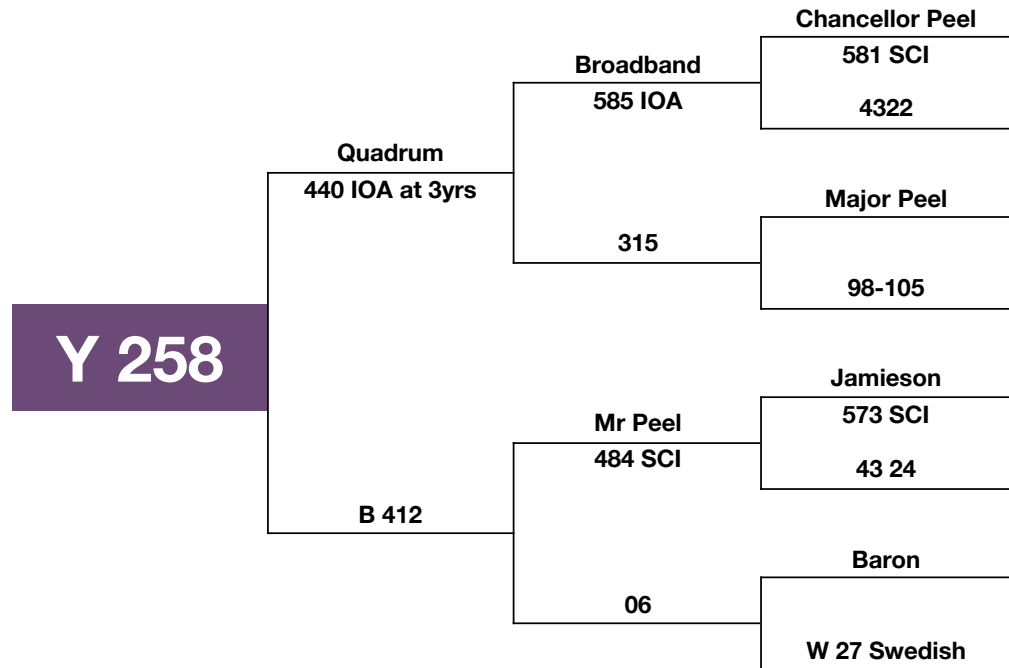 Chancellor Peel
581 SCI
Broadband
585 IOA
4322
Quadrum
440 IOA at 3yrs
Major Peel
315
98-105
Y 258
Jamieson
573 SCI
Mr Peel
484 SCI
43 24
B 412
Baron
06
W 27 Swedish